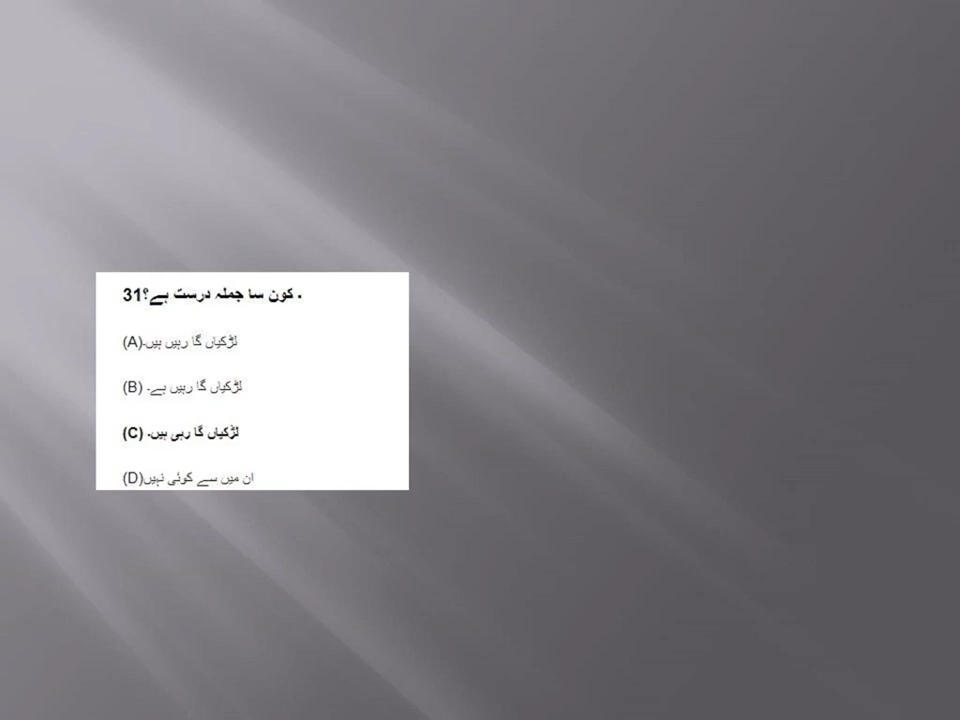 31. کون سا جملہ درست ہے؟
(A)لڑکیاں گا رہیں ہیں۔
(B) لڑکیاں گا رہیں ہے۔
(C) لڑکیاں گا رہی ہیں۔
(D)ان میں سے کوئی نہیں